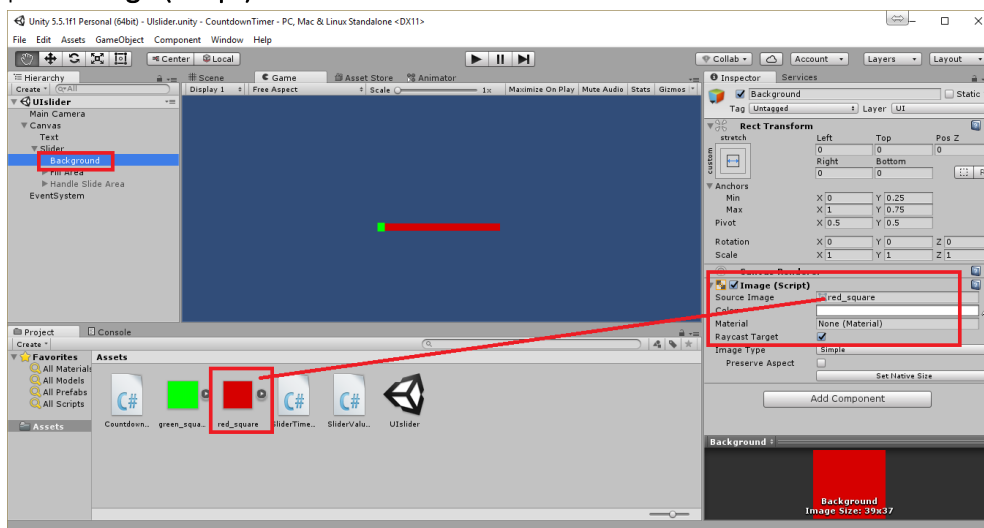 Unity 5.5.1f1 Personal (64bit) - UIslider.unity - CountdownTimer - PC, Mac & Linux Standalone <DX11>
File Edit Assets GameObject Component Window Help
Center Local Collab Account Layers Layout
Hierarchy Scene Game Asset Store Animator Inspector Services
Create All Display 1 Free Aspect Scale 1x Maximize On Play Mute Audio Stats Gizmos Background Static
UIslider Tag Untagged Layer UI
Main Camera
Canvas Rect Transform
Text stretch Left Top Pos Z
Slider custom 0 0 0
Background Right Bottom
Fill Area 0 0
Handle Slide Area Anchors
EventSystem Min X 0 Y 0.25
Max X 1 Y 0.75
Pivot X 0.5 Y 0.5
Rotation X 0 Y 0 Z 0
Scale X 1 Y 1 Z 1
Image (Script)
Source Image red_square
Material None (Material)
Project Console Raycast Target
Create Image Type Simple
Favorites Assets Preserve Aspect
All Materials Set Native Size
All Models
All Prefabs Add Component
All Scripts C# C# C#
Assets Countdown.. green_squa.. red_square SliderTime.. SliderValu.. UIslider
Background
Background
Image Size: 39x37